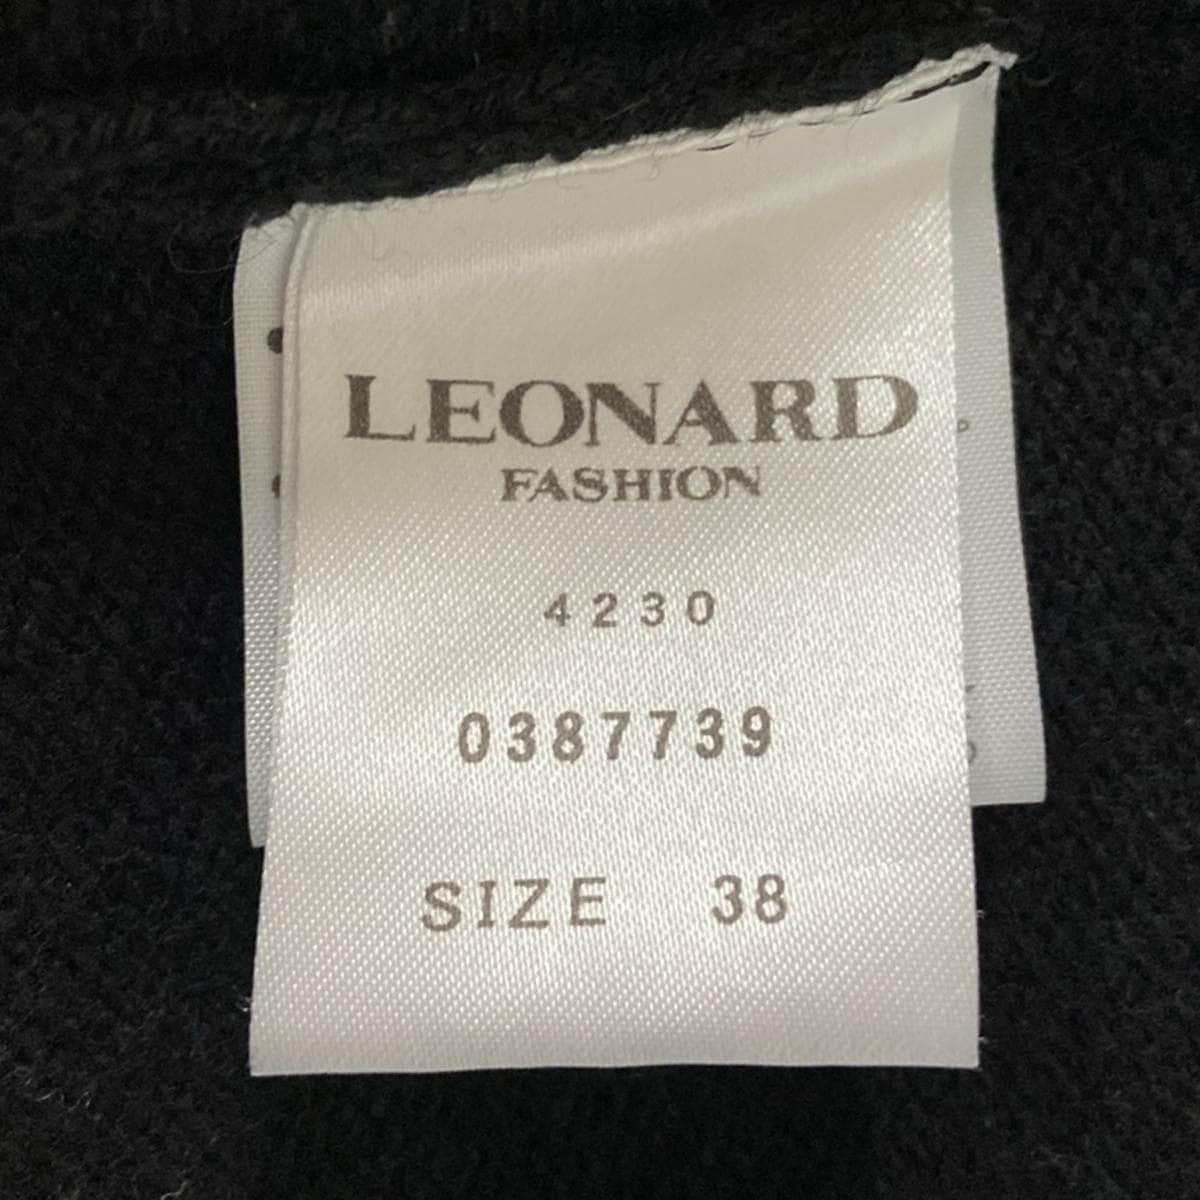 LEONARD
FASHION
4230
0387739
SIZE 38